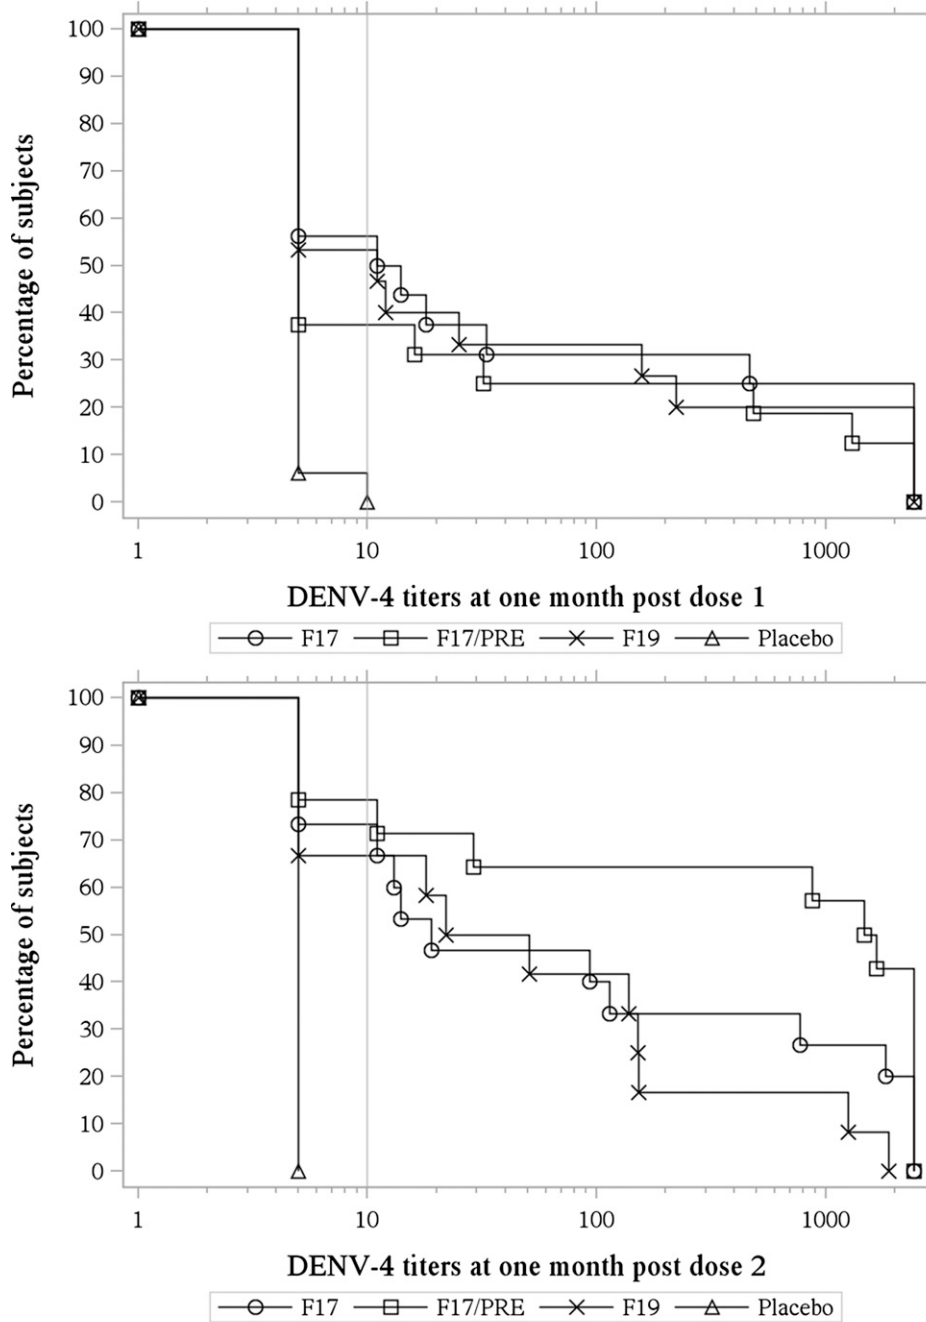 Percentage of subjects
100
90
80
70
60
50
40
30
20
10
0
1 10 100 1000
DENV-4 titers at one month post dose 1
F17 F17/PRE F19 Placebo
Percentage of subjects
100
90
80
70
60
50
40
30
20
10
0
1 10 100 1000
DENV-4 titers at one month post dose 2
F17 F17/PRE F19 Placebo